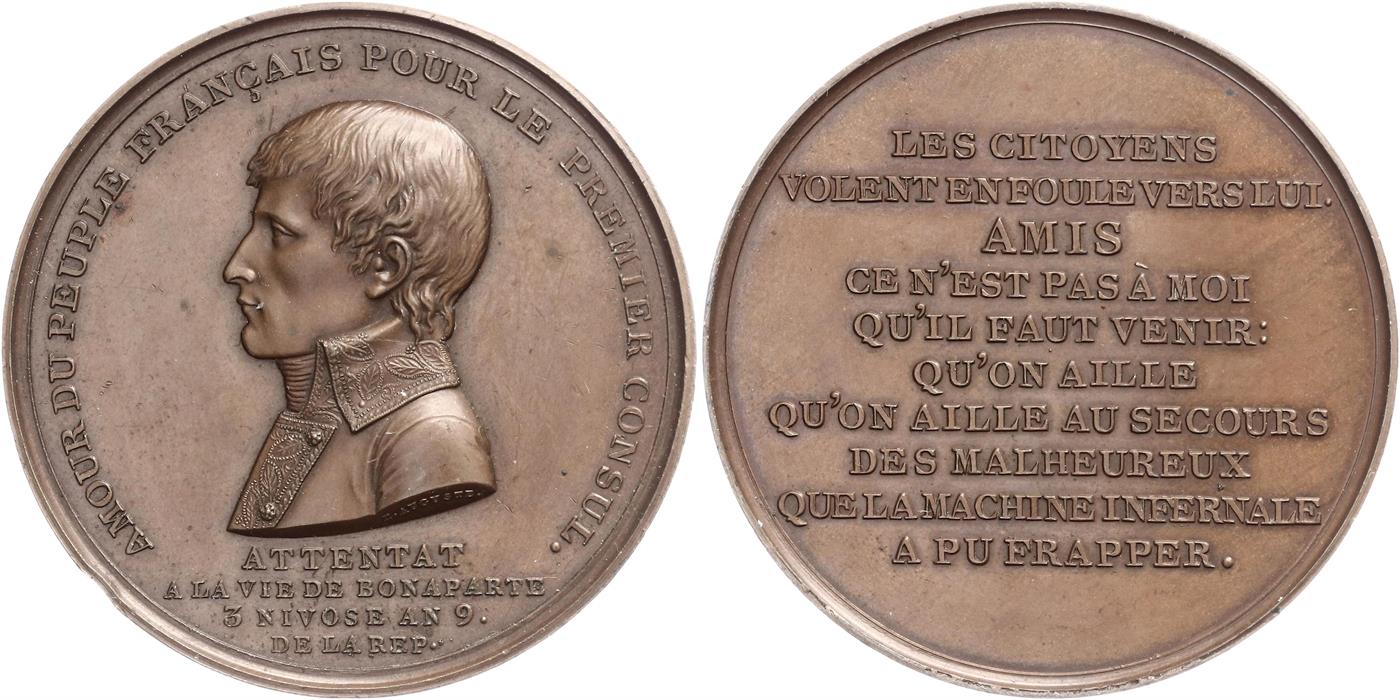 AMOUR DU PEUPLE FRANÇAIS POUR LE PREMIER CONSUL.
H. AUGUSTE.
ATTENTAT
A LA VIE DE BONAPARTE
3 NIVOSE AN 9.
DE LA REP.
LES CITOYENS
VOLENT EN FOULE VERS LUI.
AMIS
CE N'EST PAS À MOI
QU'IL FAUT VENIR:
QU'ON AILLE
QU'ON AILLE AU SECOURS
DES MALHEUREUX
QUE LA MACHINE INFERNALE
A PU FRAPPER.